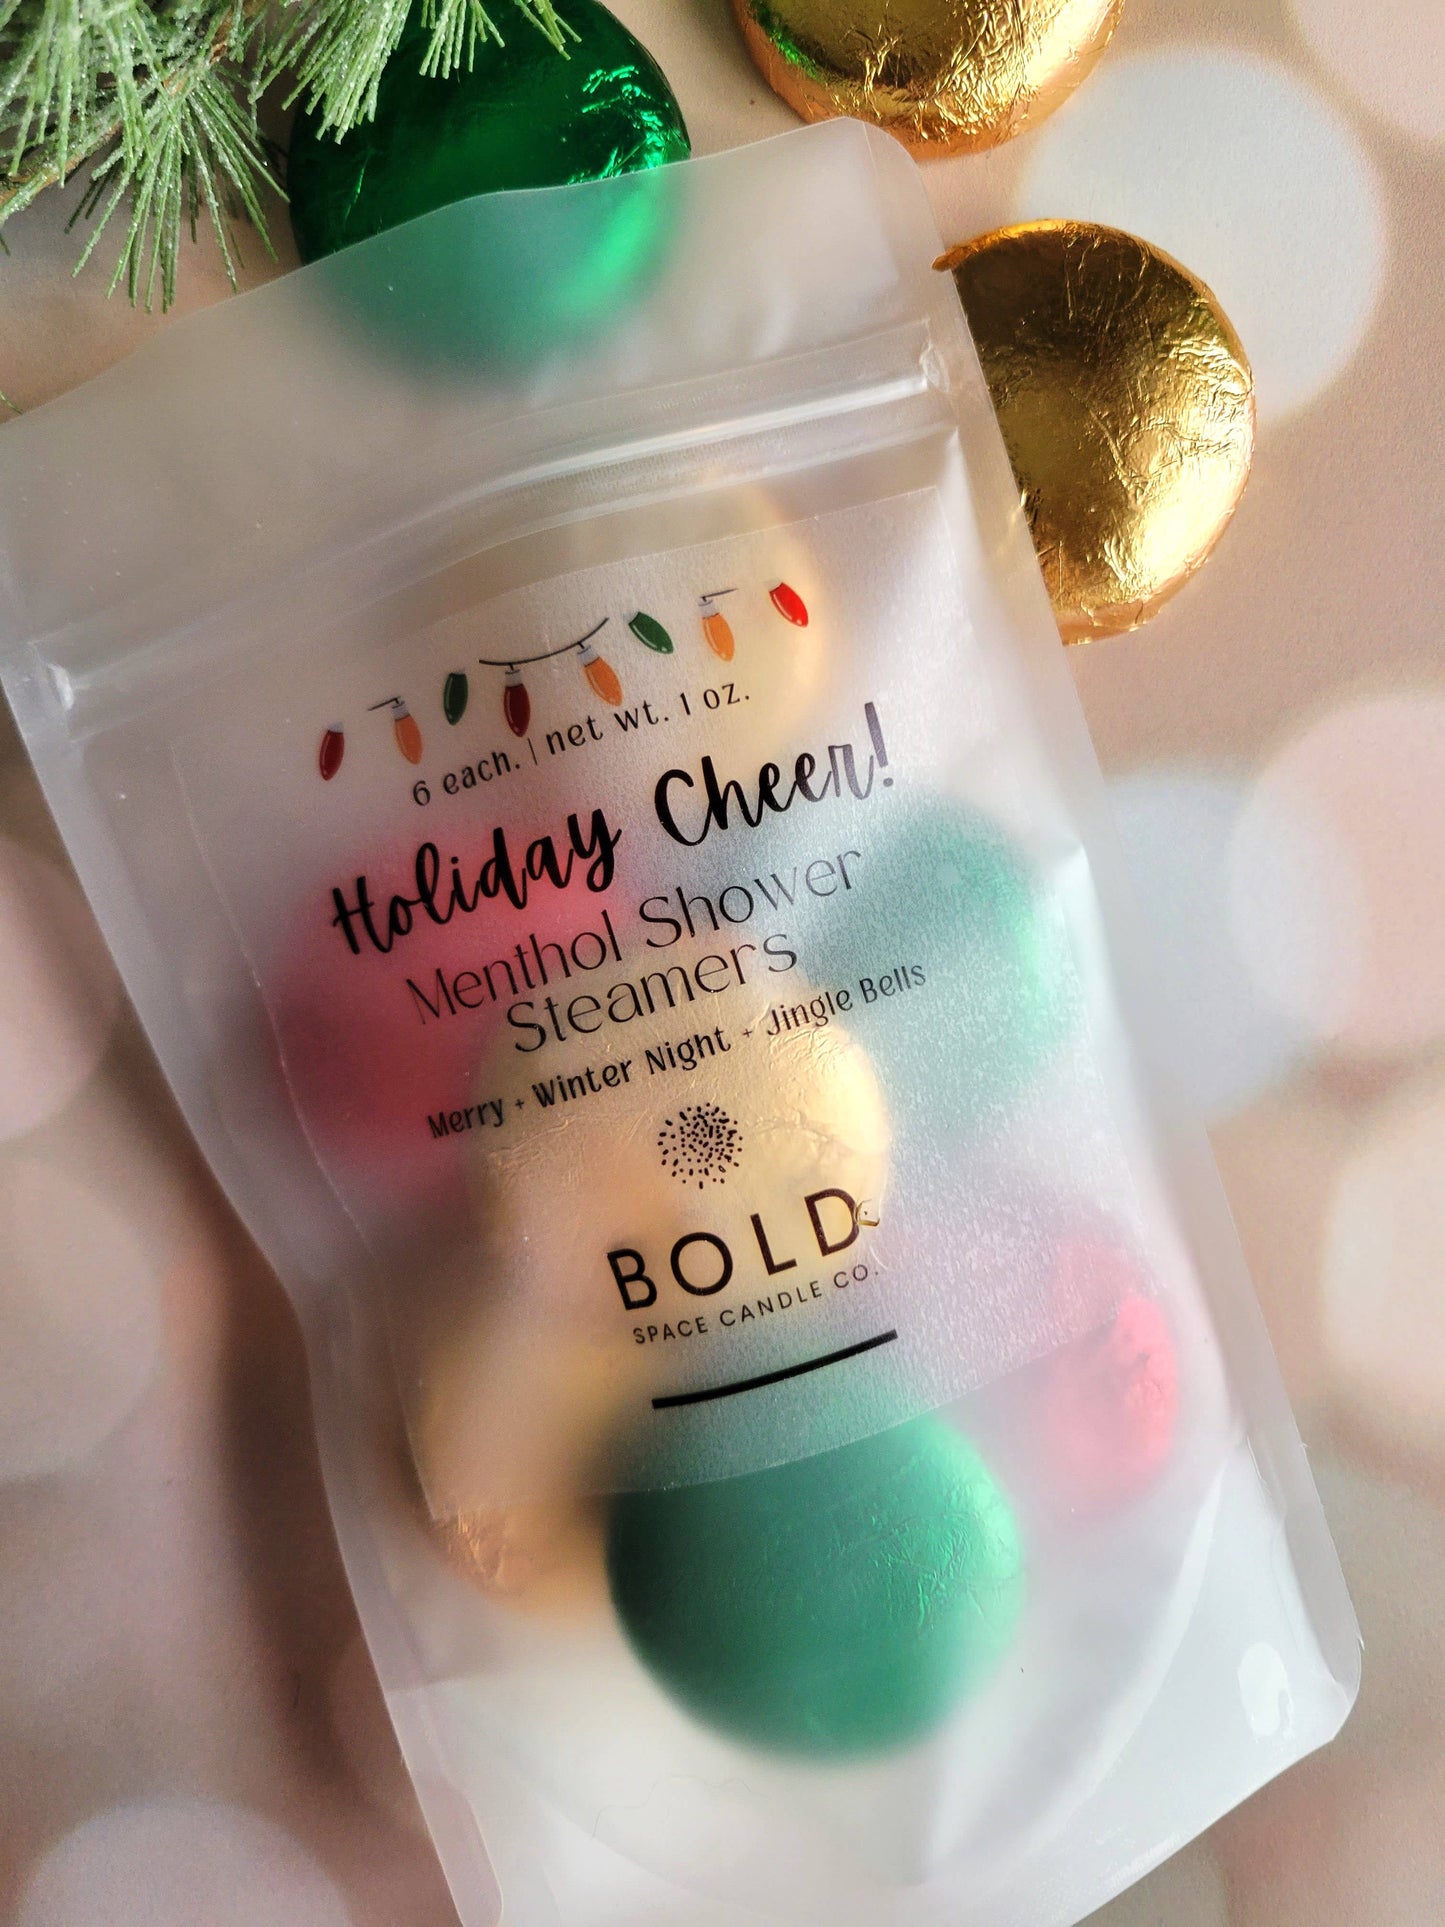 6 each. | net wt. 1 oz.
Holiday Cheer!
Menthol Shower
Steamers
Merry + Winter Night + Jingle Bells
BOLD
SPACE CANDLE CO.